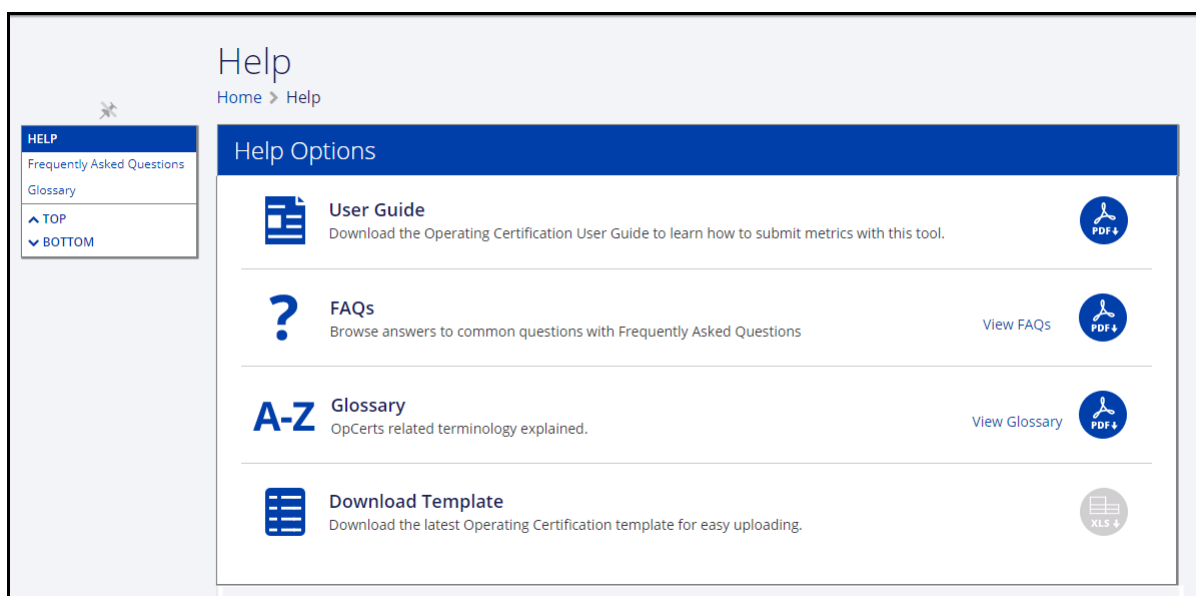 Help
Home > Help
HELP
Frequently Asked Questions
Glossary
TOP
BOTTOM
Help Options
User Guide
Download the Operating Certification User Guide to learn how to submit metrics with this tool.
PDF
?
FAQs
Browse answers to common questions with Frequently Asked Questions
View FAQs
PDF
A-Z
Glossary
OpCerts related terminology explained.
View Glossary
PDF
Download Template
Download the latest Operating Certification template for easy uploading.
XLS